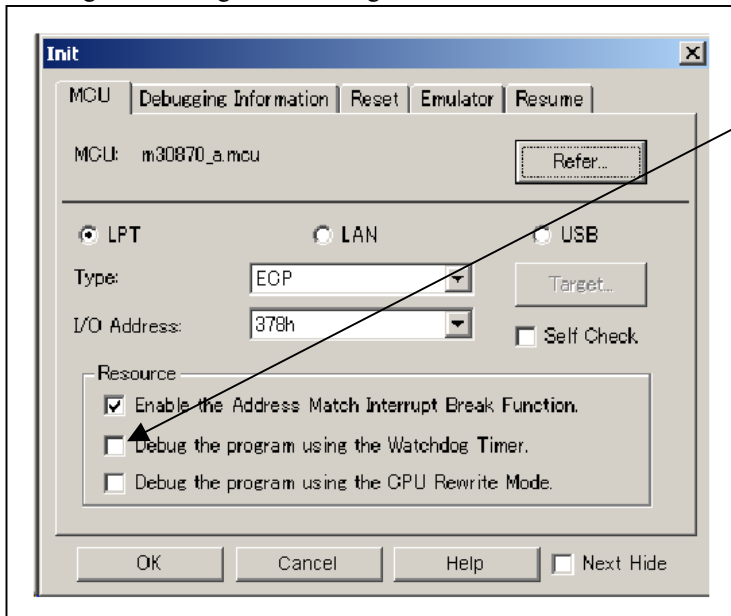 Init
MCU Debugging Information Reset Emulator Resume
MCU: m30870_a.mcu Refer...
LPT LAN USB
Type: ECP Target...
I/O Address: 378h Self Check
Resource
Enable the Address Match Interrupt Break Function.
Debug the program using the Watchdog Timer.
Debug the program using the CPU Rewrite Mode.
OK Cancel Help Next Hide